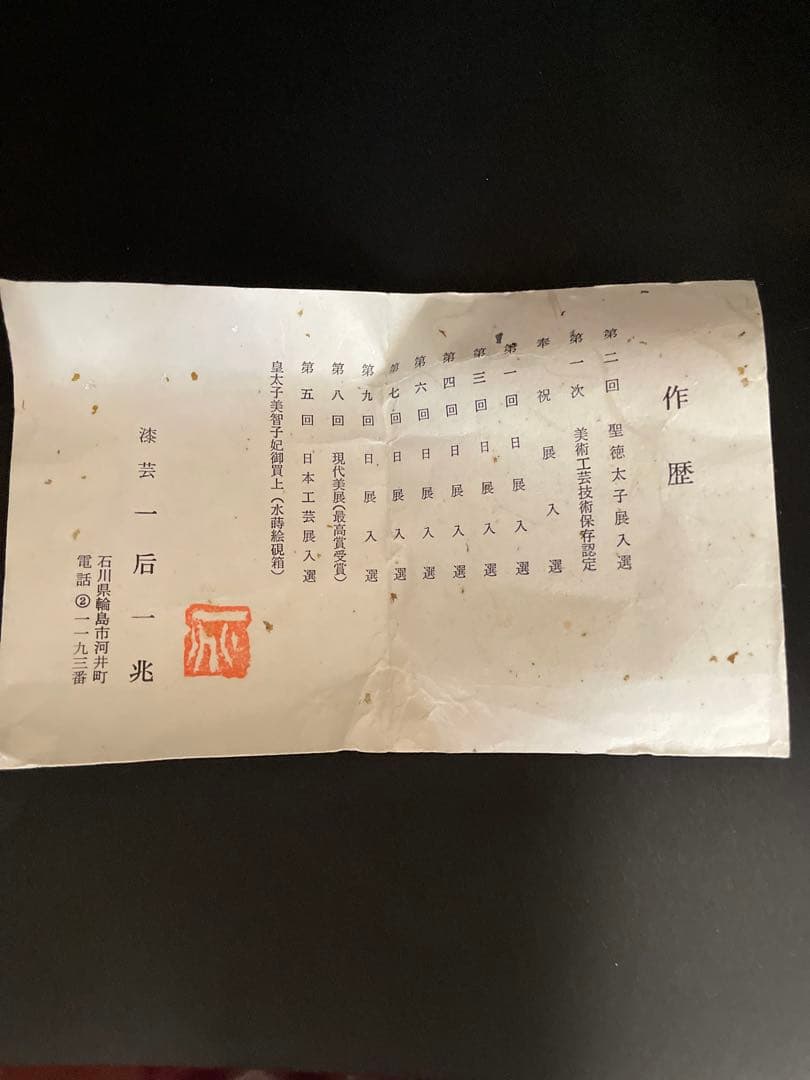 作歴
第二回 聖徳太子展入選
第一次 美術工芸技術保存認定
奉祝展入選
第一回日展入選
第三回日展入選
第四回日展入選
第六回日展入選
第七回日展入選
第九回日展入選
第八回 現代美展(最高賞受賞)
第五回 日本工芸展入選
皇太子美智子妃御買上(水蒔絵硯箱)
漆芸 一后一兆
石川県輪島市河井町
電話②一一九三番